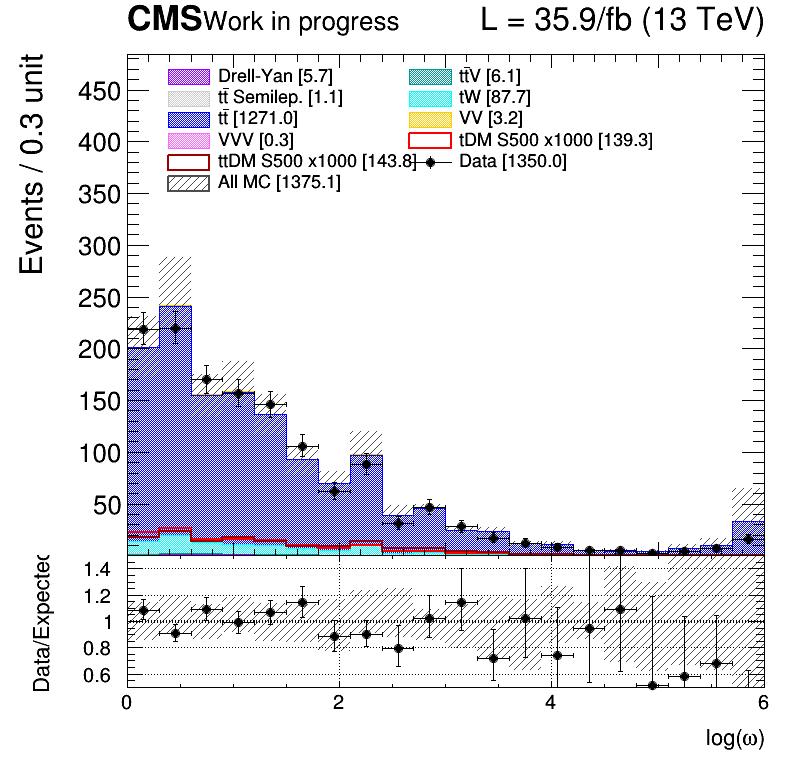 CMS Work in progress L = 35.9/fb (13 TeV)
Events / 0.3 unit
450
400
350
300
250
200
150
100
50
Drell-Yan [5.7] tt̄V [6.1]
tt̄ Semilep. [1.1] tW [87.7]
tt̄ [1271.0] VV [3.2]
VVV [0.3] tDM S500 x1000 [139.3]
ttDM S500 x1000 [143.8] Data [1350.0]
All MC [1375.1]
Data/Expected
1.4
1.2
1
0.8
0.6
0 2 4 6
log(ω)